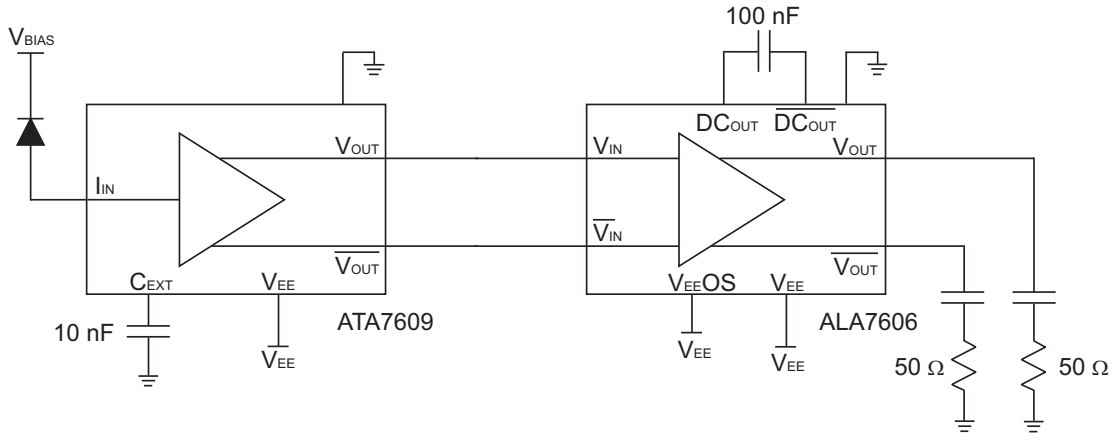 100 nF
VBIAS
DCOUT DCOUT
VOUT VIN VOUT
IIN
VIN
VOUT VOUT
CEXT VEE VEEOS VEE
10 nF ATA7609 ALA7606
VEE VEE VEE
50 Ω 50 Ω